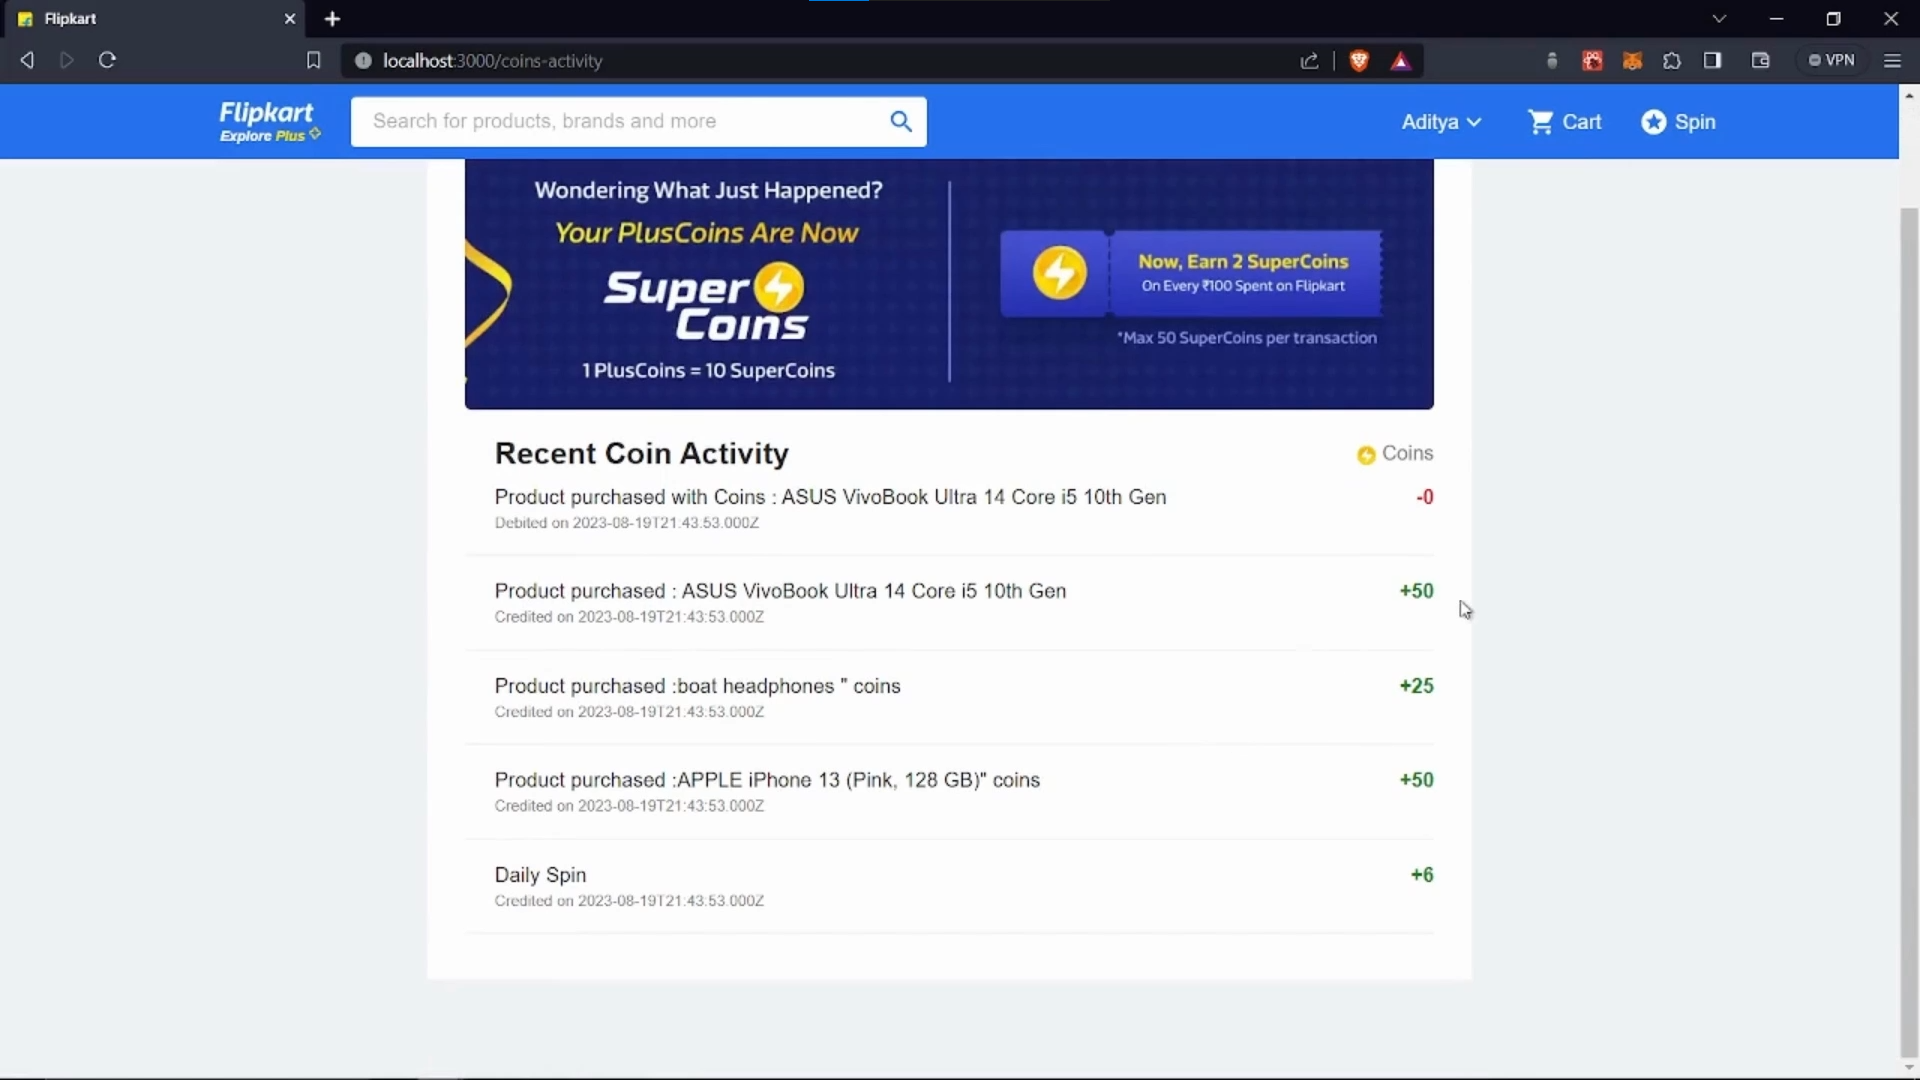 Flipkart
localhost:3000/coins-activity
VPN
Flipkart
Explore Plus
Search for products, brands and more
Aditya
Cart
Spin
Wondering What Just Happened?
Your PlusCoins Are Now
Super
Coins
1 PlusCoins = 10 SuperCoins
Now, Earn 2 SuperCoins
On Every ₹100 Spent on Flipkart
*Max 50 SuperCoins per transaction
Recent Coin Activity
Coins
Product purchased with Coins : ASUS VivoBook Ultra 14 Core i5 10th Gen
-0
Debited on 2023-08-19T21:43:53.000Z
Product purchased : ASUS VivoBook Ultra 14 Core i5 10th Gen
+50
Credited on 2023-08-19T21:43:53.000Z
Product purchased :boat headphones " coins
+25
Credited on 2023-08-19T21:43:53.000Z
Product purchased :APPLE iPhone 13 (Pink, 128 GB)" coins
+50
Credited on 2023-08-19T21:43:53.000Z
Daily Spin
+6
Credited on 2023-08-19T21:43:53.000Z